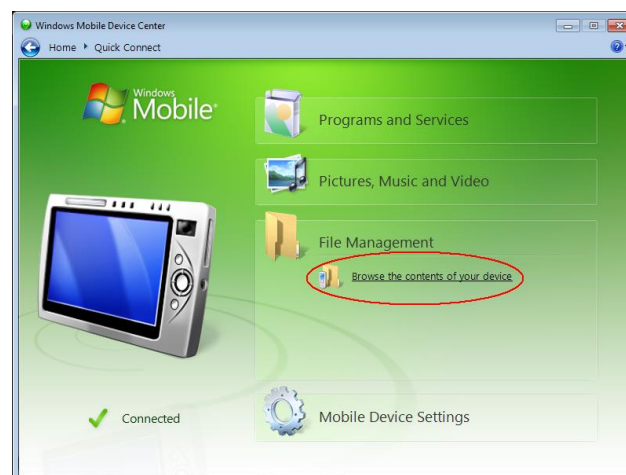 Windows Mobile Device Center
Home Quick Connect
Windows
Mobile
Programs and Services
Pictures, Music and Video
File Management
Browse the contents of your device
Connected
Mobile Device Settings